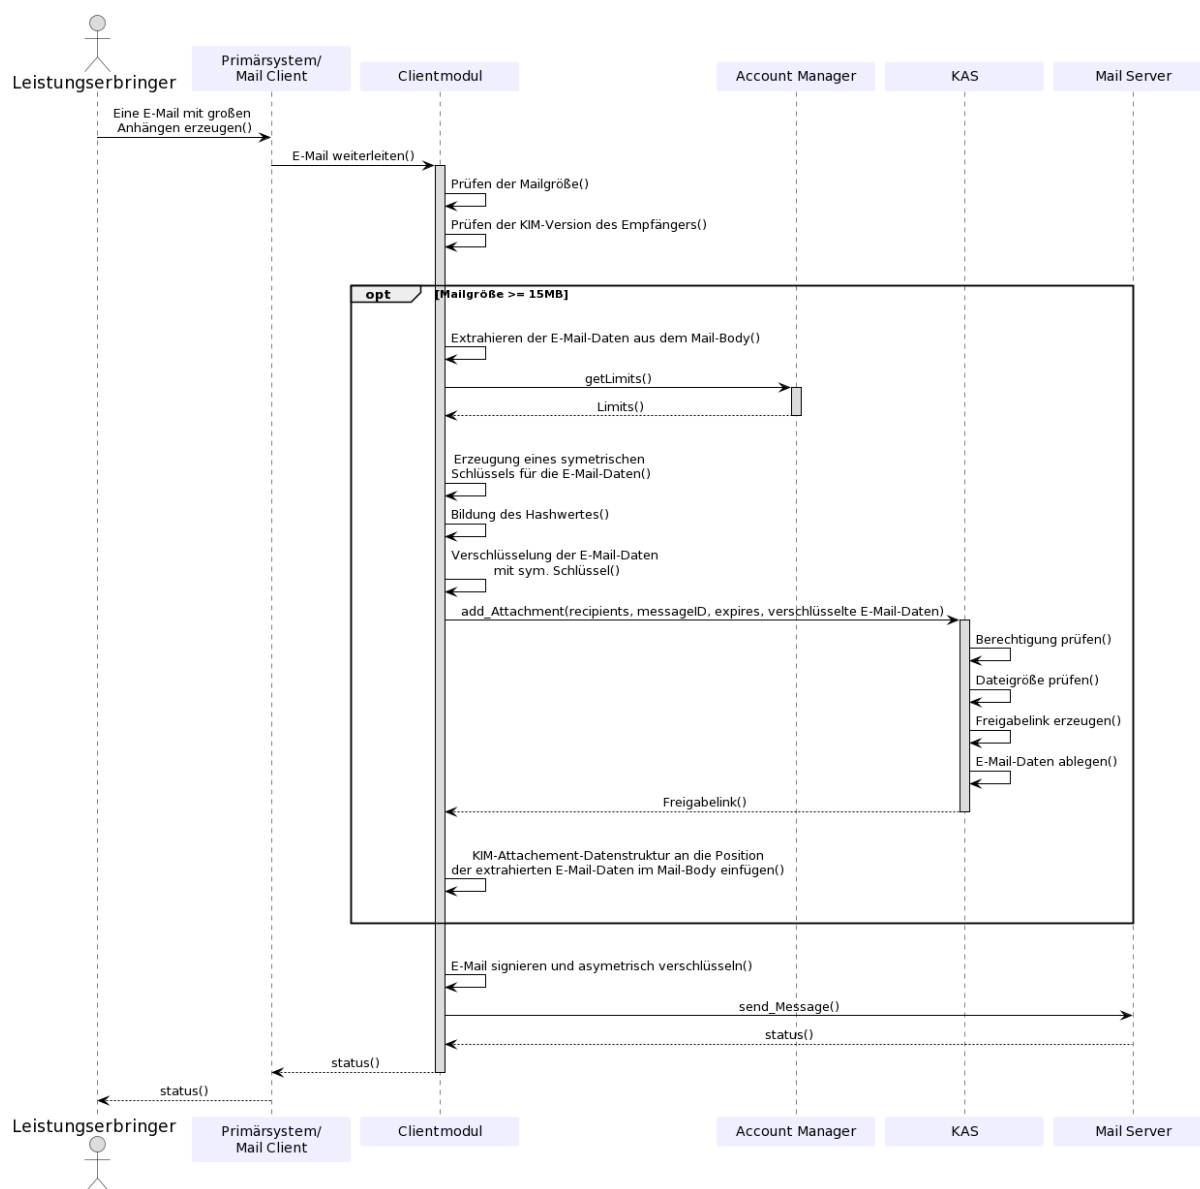 Leistungserbringer
Primärsystem/
Mail Client
Clientmodul
Account Manager
KAS
Mail Server
Eine E-Mail mit großen
Anhängen erzeugen()
E-Mail weiterleiten()
Prüfen der Mailgröße()
Prüfen der KIM-Version des Empfängers()
opt
[Mailgröße >= 15MB]
Extrahieren der E-Mail-Daten aus dem Mail-Body()
getLimits()
Limits()
Erzeugung eines symetrischen
Schlüssels für die E-Mail-Daten()
Bildung des Hashwertes()
Verschlüsselung der E-Mail-Daten
mit sym. Schlüssel()
add_Attachment(recipients, messageID, expires, verschlüsselte E-Mail-Daten)
Berechtigung prüfen()
Dateigröße prüfen()
Freigabelink erzeugen()
E-Mail-Daten ablegen()
Freigabelink()
KIM-Attachement-Datenstruktur an die Position
der extrahierten E-Mail-Daten im Mail-Body einfügen()
E-Mail signieren und asymetrisch verschlüsseln()
send_Message()
status()
status()
status()
Leistungserbringer
Primärsystem/
Mail Client
Clientmodul
Account Manager
KAS
Mail Server